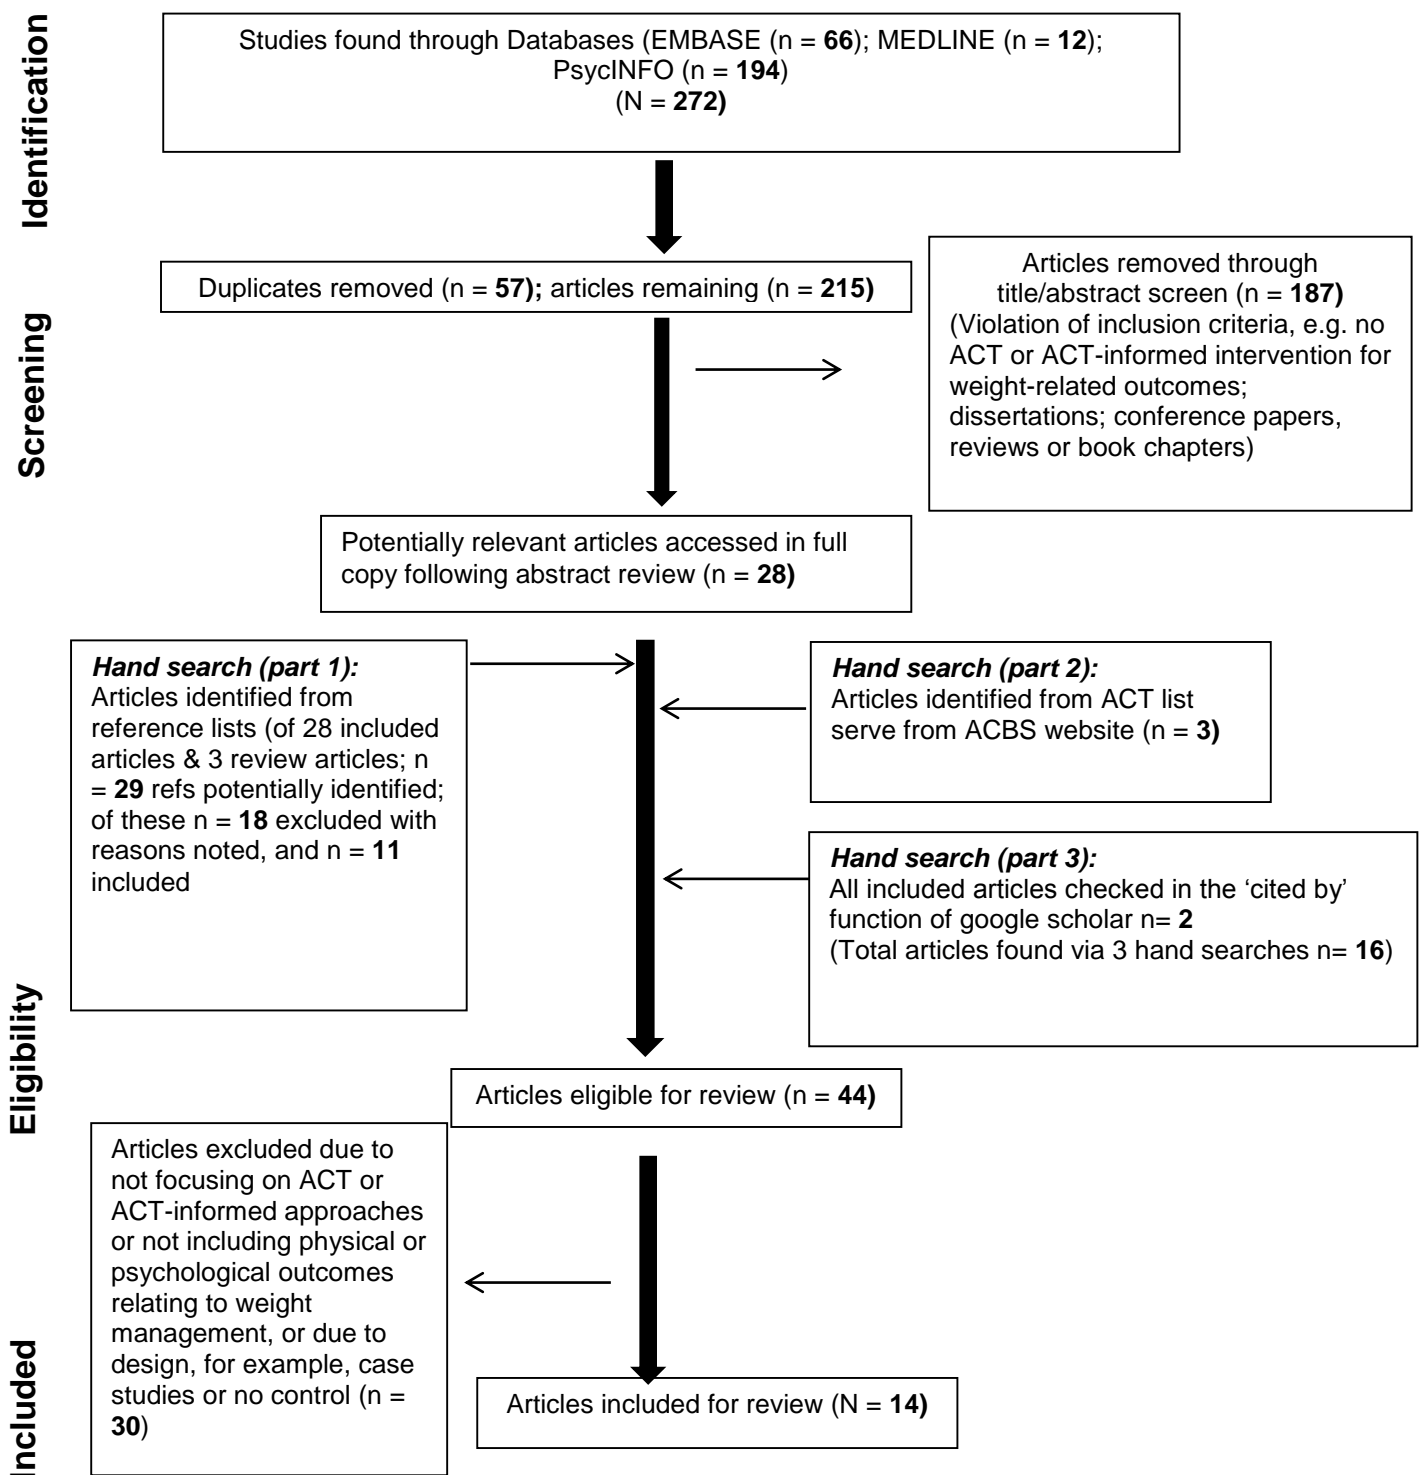 Identification
Studies found through Databases (EMBASE (n = 66); MEDLINE (n = 12);
PsycINFO (n = 194)
(N = 272)
Screening
Duplicates removed (n = 57); articles remaining (n = 215)
Articles removed through
title/abstract screen (n = 187)
(Violation of inclusion criteria, e.g. no
ACT or ACT-informed intervention for
weight-related outcomes;
dissertations; conference papers,
reviews or book chapters)
Potentially relevant articles accessed in full
copy following abstract review (n = 28)
Hand search (part 1):
Articles identified from
reference lists (of 28 included
articles & 3 review articles; n
= 29 refs potentially identified;
of these n = 18 excluded with
reasons noted, and n = 11
included
Hand search (part 2):
Articles identified from ACT list
serve from ACBS website (n = 3)
Hand search (part 3):
All included articles checked in the ‘cited by’
function of google scholar n= 2
(Total articles found via 3 hand searches n= 16)
Eligibility
Articles eligible for review (n = 44)
Articles excluded due to
not focusing on ACT or
ACT-informed approaches
or not including physical or
psychological outcomes
relating to weight
management, or due to
design, for example, case
studies or no control (n =
30)
Included
Articles included for review (N = 14)